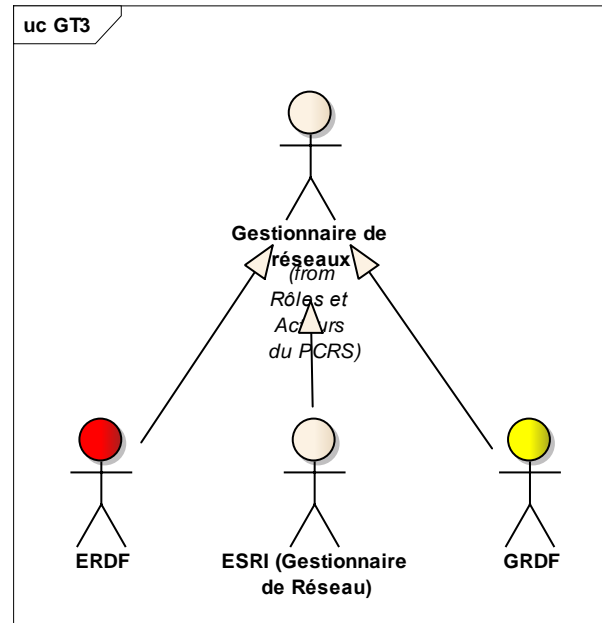 uc GT3
Gestionnaire de
réseaux
(from
Rôles et
Acteurs
du PCRS)
ERDF
ESRI (Gestionnaire
de Réseau)
GRDF